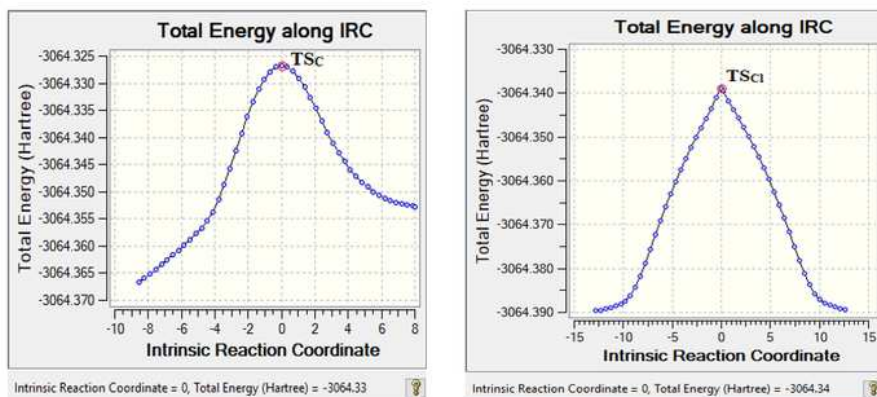 Total Energy along IRC
Total Energy (Hartree)
-3064.325
-3064.330
-3064.335
-3064.340
-3064.345
-3064.350
-3064.355
-3064.360
-3064.365
-3064.370
TSC
-10 -8 -6 -4 -2 0 2 4 6 8
Intrinsic Reaction Coordinate
Intrinsic Reaction Coordinate = 0, Total Energy (Hartree) = -3064.33
?
Total Energy along IRC
Total Energy (Hartree)
-3064.330
-3064.340
-3064.350
-3064.360
-3064.370
-3064.380
-3064.390
TSCl
-15 -10 -5 0 5 10 15
Intrinsic Reaction Coordinate
Intrinsic Reaction Coordinate = 0, Total Energy (Hartree) = -3064.34
?